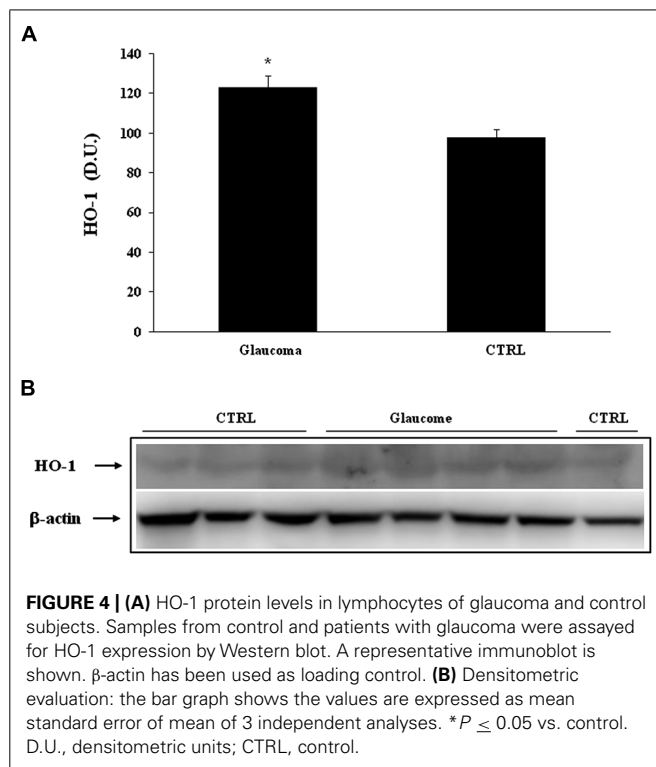 A
140
120
100
80
60
40
20
0
HO-1 (D.U.)
*
Glaucoma CTRL
B
CTRL Glaucome CTRL
HO-1
β-actin
FIGURE 4 | (A) HO-1 protein levels in lymphocytes of glaucoma and control
subjects. Samples from control and patients with glaucoma were assayed
for HO-1 expression by Western blot. A representative immunoblot is
shown. β-actin has been used as loading control. (B) Densitometric
evaluation: the bar graph shows the values are expressed as mean
standard error of mean of 3 independent analyses. *P ≤ 0.05 vs. control.
D.U., densitometric units; CTRL, control.